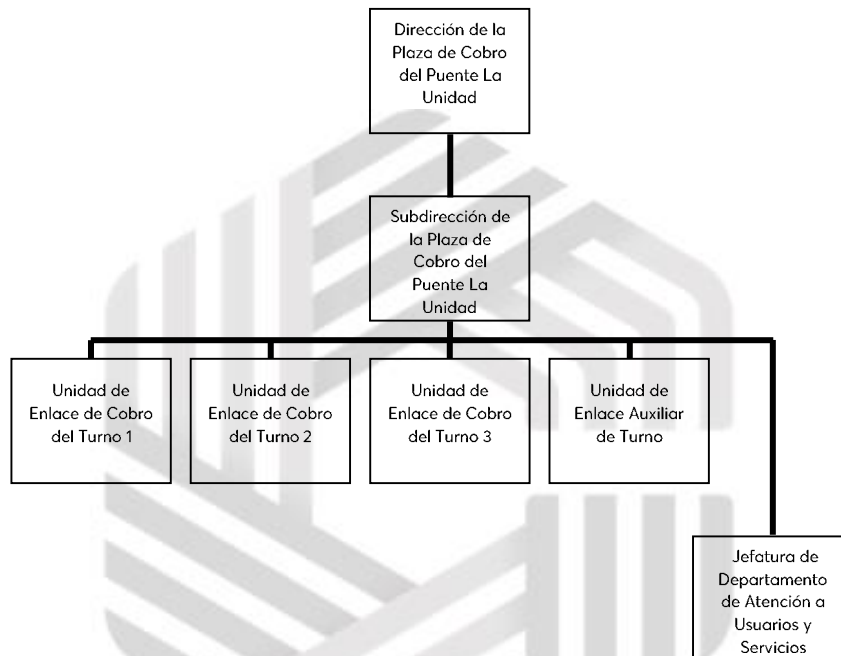 Dirección de la
Plaza de Cobro
del Puente La
Unidad
Subdirección de
la Plaza de
Cobro del
Puente La
Unidad
Unidad de
Enlace de Cobro
del Turno 1
Unidad de
Enlace de Cobro
del Turno 2
Unidad de
Enlace de Cobro
del Turno 3
Unidad de
Enlace Auxiliar
de Turno
Jefatura de
Departamento
de Atención a
Usuarios y
Servicios